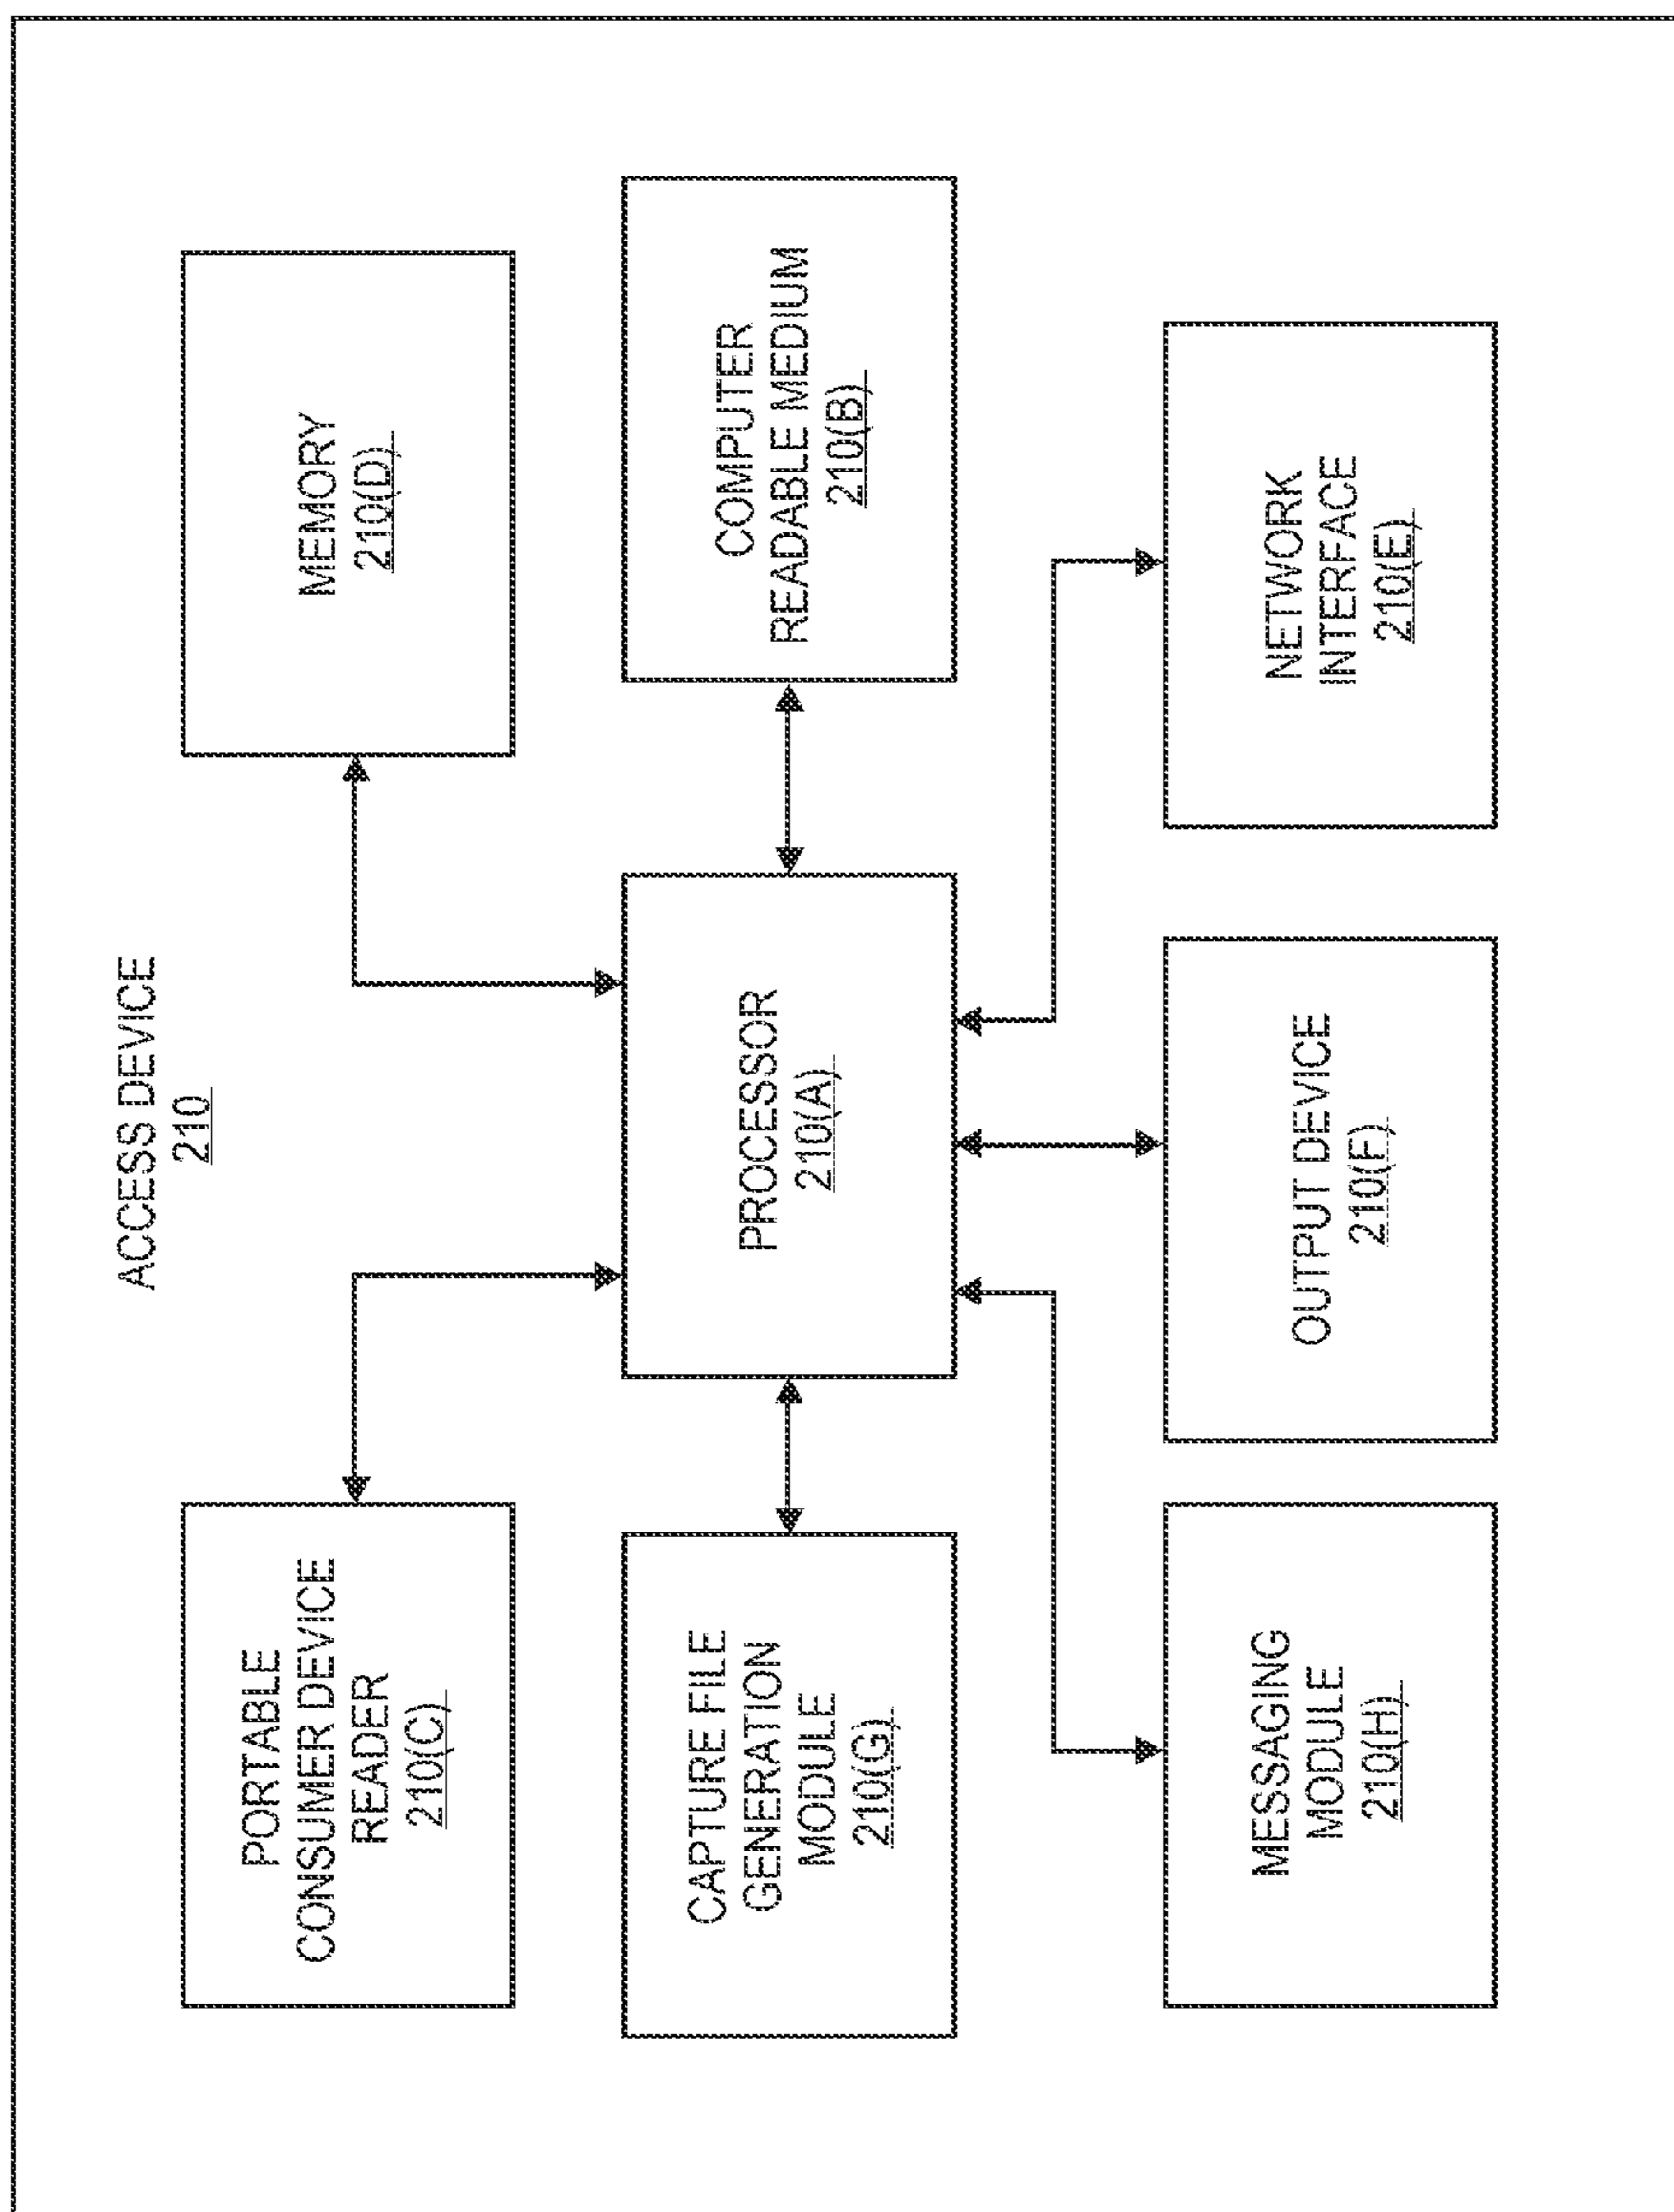 ACCESS DEVICE
210
PORTABLE
CONSUMER DEVICE
READER
210(C)
MEMORY
210(D)
CAPTURE FILE
GENERATION
MODULE
210(G)
PROCESSOR
210(A)
COMPUTER
READABLE MEDIUM
210(B)
MESSAGING
MODULE
210(H)
OUTPUT DEVICE
210(F)
NETWORK
INTERFACE
210(E)